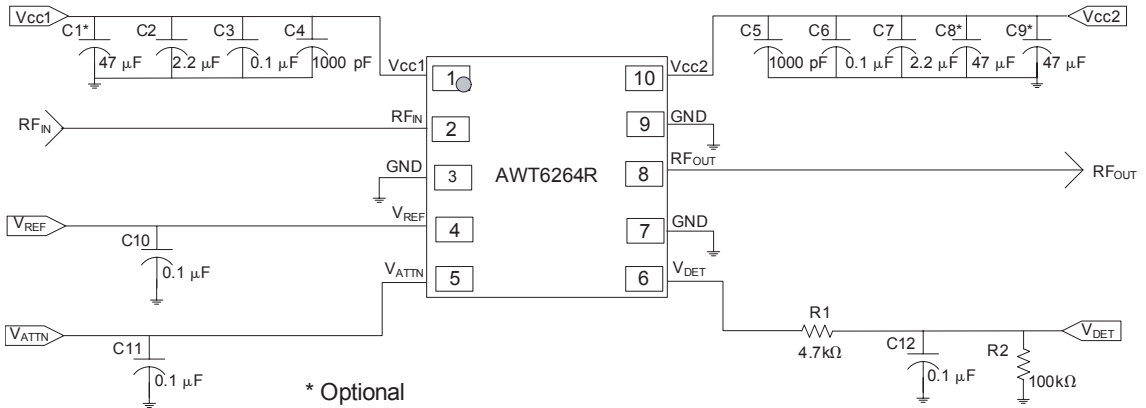 Vcc1
C1*
47 µF
C2
2.2 µF
C3
0.1 µF
C4
1000 pF
Vcc1
Vcc2
C5
1000 pF
C6
0.1 µF
C7
2.2 µF
C8*
47 µF
C9*
47 µF
Vcc2
1
10
RFIN
RFIN
2
9
GND
GND
3
AWT6264R
8
RFOUT
RFOUT
VREF
VREF
4
7
GND
C10
0.1 µF
VATTN
5
6
VDET
VATTN
C11
0.1 µF
R1
4.7kΩ
C12
0.1 µF
R2
100kΩ
VDET
* Optional